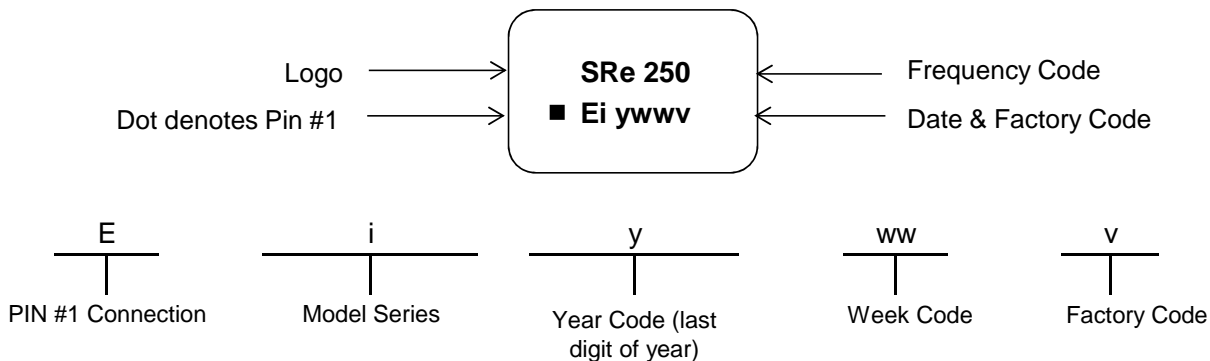 Logo
SRe 250
Frequency Code
Dot denotes Pin #1
Ei ywwv
Date & Factory Code
E
i
y
ww
v
PIN #1 Connection
Model Series
Year Code (last
digit of year)
Week Code
Factory Code